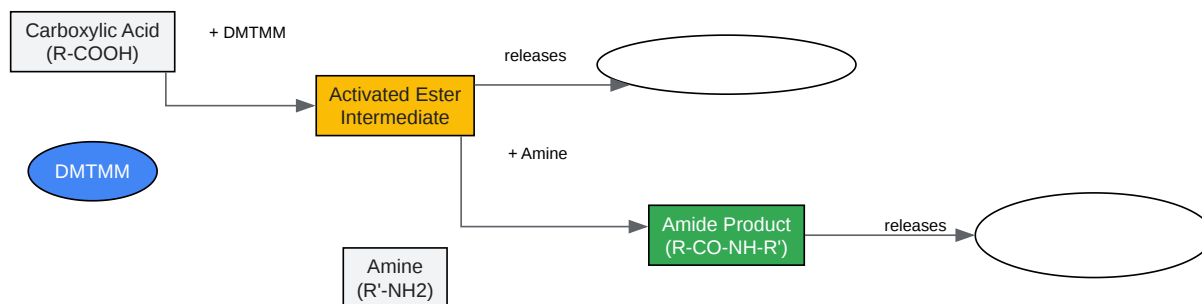 Carboxylic Acid
(R-COOH)
+ DMTMM
releases
Activated Ester
Intermediate
DMTMM
+ Amine
Amide Product
(R-CO-NH-R')
releases
Amine
(R'-NH2)